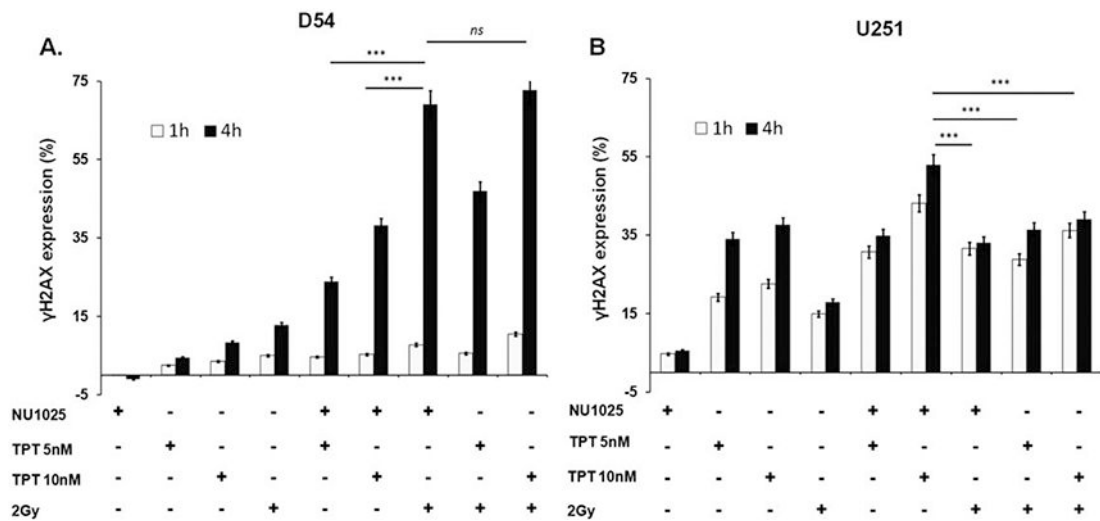 D54
A.
ns
***
***
75
55
35
15
-5
γH2AX expression (%)
1h 4h
NU1025 + - - - + + + - -
TPT 5nM - + - - + - - + -
TPT 10nM - - + - - + - - +
2Gy - - - + - - + + +
U251
B
***
***
***
75
55
35
15
-5
γH2AX expression (%)
1h 4h
NU1025 + - - - + + + - -
TPT 5nM - + - - + - - + -
TPT 10nM - - + - - + - - +
2Gy - - - + - - + + +